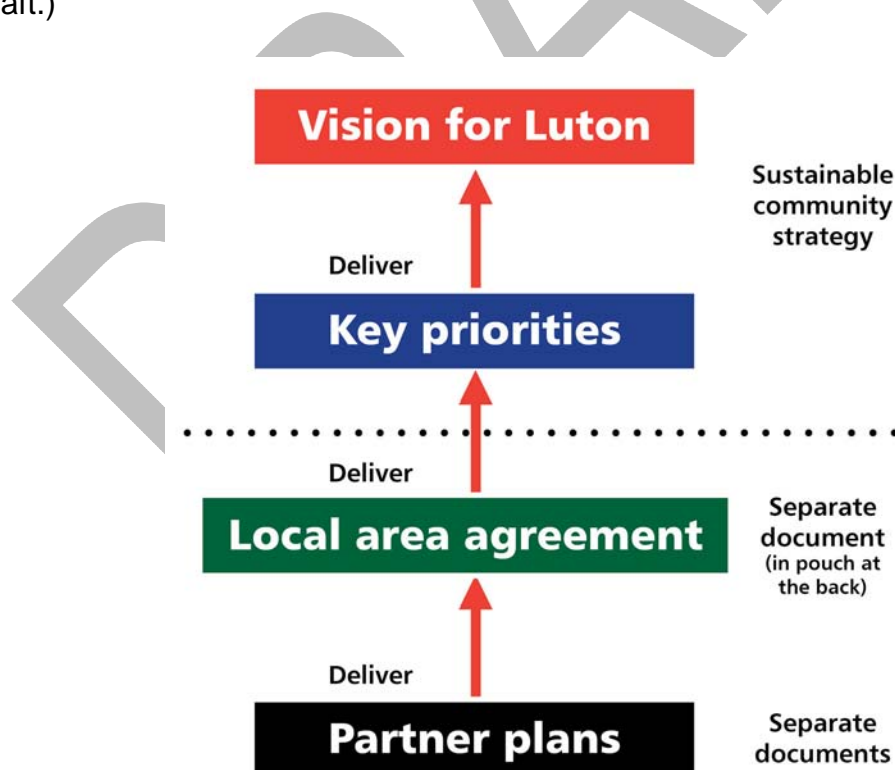 aft.)
Vision for Luton
Sustainable
community
strategy
Deliver
Key priorities
Deliver
Local area agreement
Separate
document
(in pouch at
the back)
Deliver
Partner plans
Separate
documents